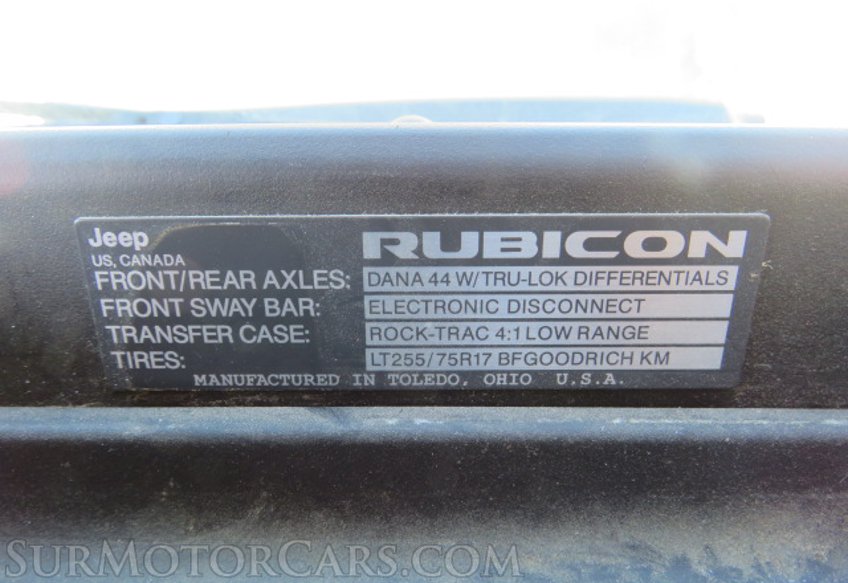 Jeep
RUBICON
US, CANADA
FRONT/REAR AXLES: DANA 44 W/ TRU-LOK DIFFERENTIALS
FRONT SWAY BAR: ELECTRONIC DISCONNECT
TRANSFER CASE: ROCK-TRAC 4:1 LOW RANGE
TIRES: LT255/75R17 BFGOODRICH KM
MANUFACTURED IN TOLEDO, OHIO U.S.A.
SURMOTORCARS.COM